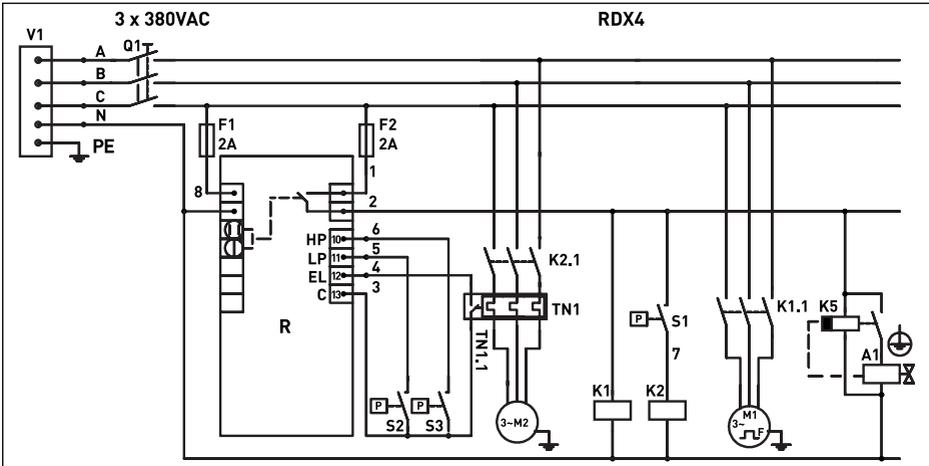 3 x 380VAC
RDX4
V1
A
Q1
B
C
N
PE
F1
2A
F2
2A
1
8
2
HP 10 6
LP 11 5
EL 12 4
C 13 3
R
K2.1
TN1
TN1.1
P
S1
7
K1.1
K5
A1
P
S2
P
S3
3~M2
K1
K2
M1
3~
F